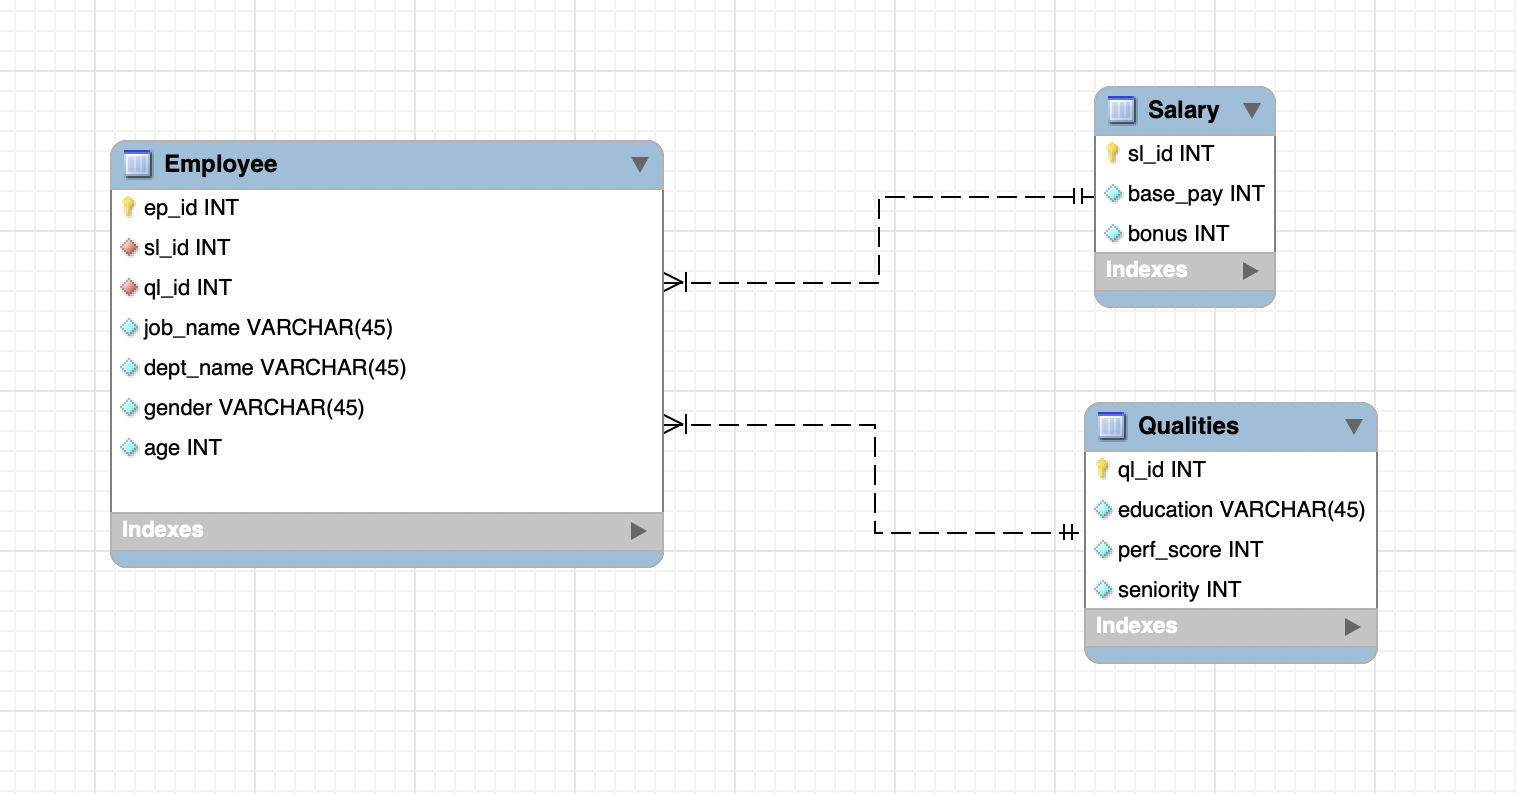 Employee
ep_id INT
sl_id INT
ql_id INT
job_name VARCHAR(45)
dept_name VARCHAR(45)
gender VARCHAR(45)
age INT
Indexes
Salary
sl_id INT
base_pay INT
bonus INT
Indexes
Qualities
ql_id INT
education VARCHAR(45)
perf_score INT
seniority INT
Indexes